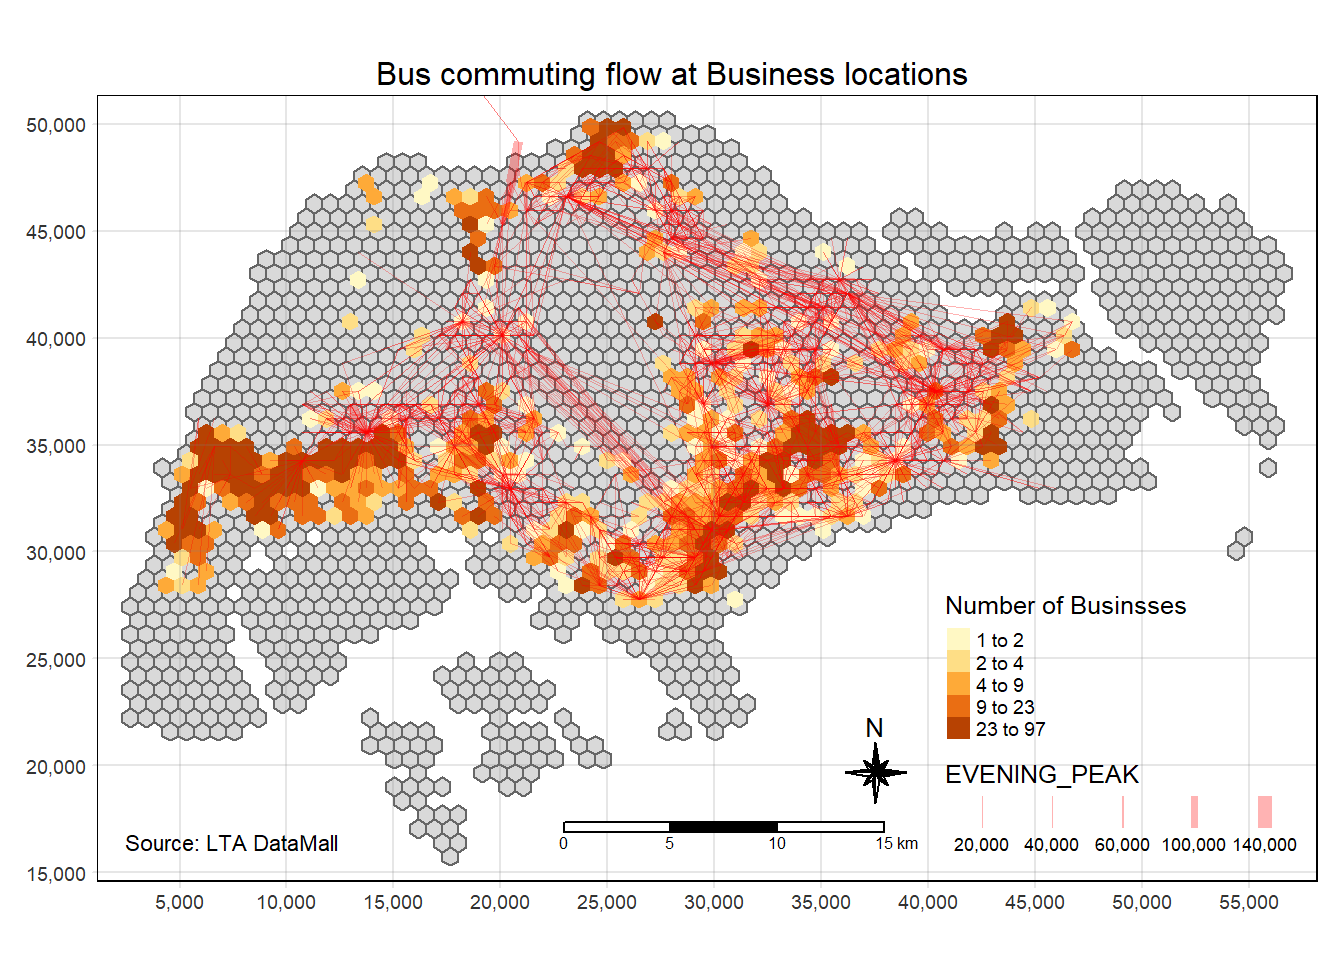 Bus commuting flow at Business locations
50,000
45,000
40,000
35,000
30,000
25,000
20,000
15,000
Number of Businsses
1 to 2
2 to 4
4 to 9
9 to 23
23 to 97
N
EVENING_PEAK
20,000 40,000 60,000 100,000 140,000
Source: LTA DataMall
0 5 10 15 km
5,000 10,000 15,000 20,000 25,000 30,000 35,000 40,000 45,000 50,000 55,000